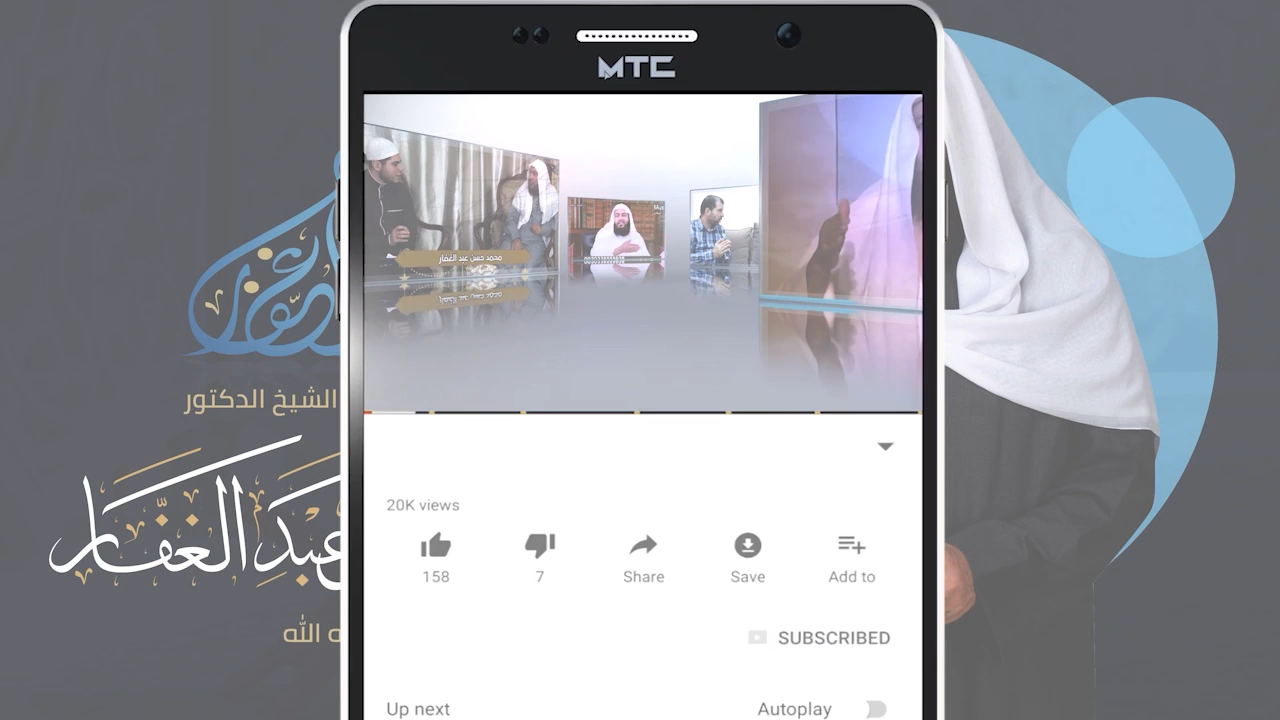 MTC
محمد حسن عبد الغفار
الشيخ الدكتور
عبد الغفار
ه الله
20K views
158
7
Share
Save
Add to
SUBSCRIBED
Up next
Autoplay